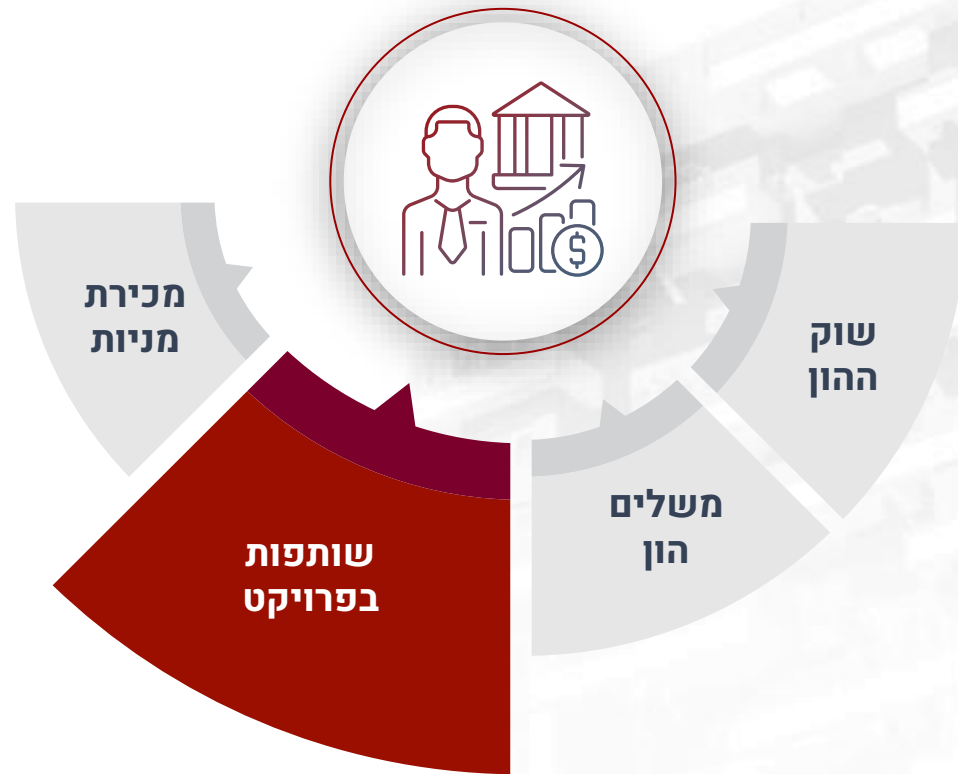 שוק
ההון
משלים
הון
שותפות
בפרויקט
מכירת
מניות
$